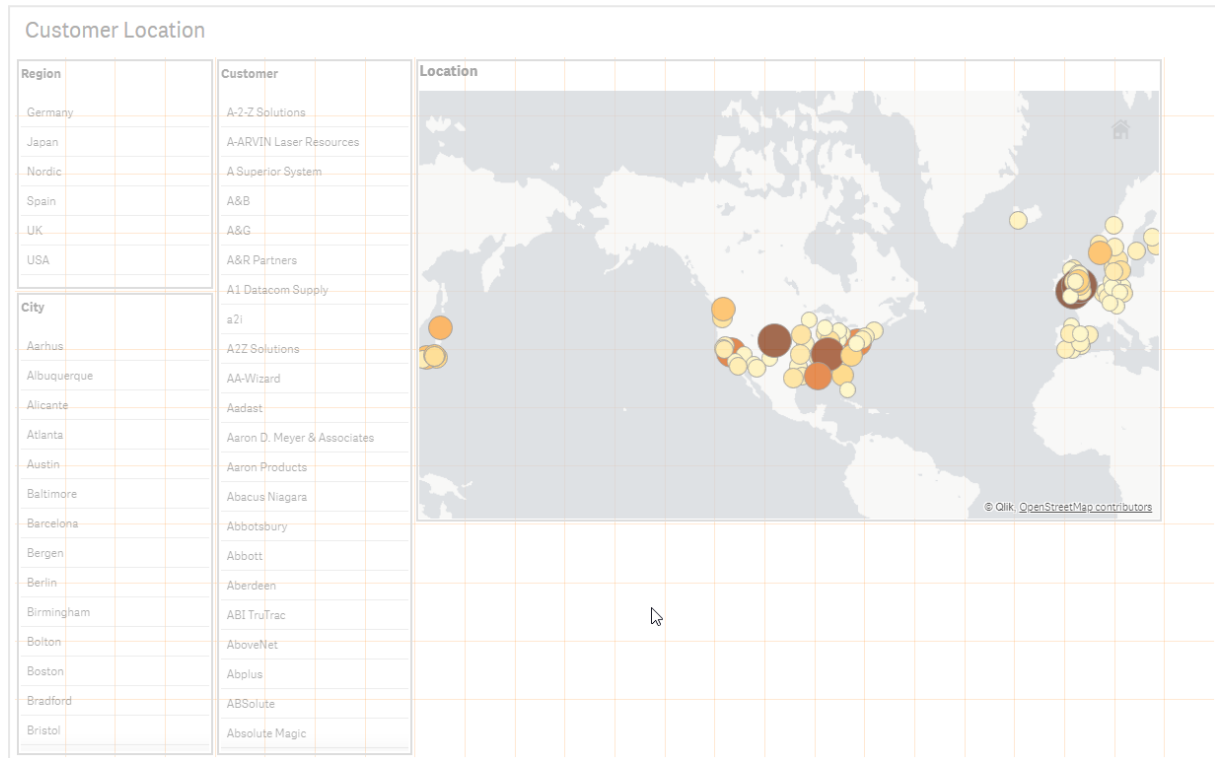 Customer Location
Region
Germany
Japan
Nordic
Spain
UK
USA
City
Aarhus
Albuquerque
Alicante
Atlanta
Austin
Baltimore
Barcelona
Bergen
Berlin
Birmingham
Bolton
Boston
Bradford
Bristol
Customer
A-2-Z Solutions
A-ARVIN Laser Resources
A Superior System
A&B
A&G
A&R Partners
A1 Datacom Supply
a2i
A2Z Solutions
AA-Wizard
Aadast
Aaron D. Meyer & Associates
Aaron Products
Abacus Niagara
Abbotsbury
Abbott
Aberdeen
ABI TruTrac
AboveNet
Abplus
ABSolute
Absolute Magic
Location
© Qlik, OpenStreetMap contributors